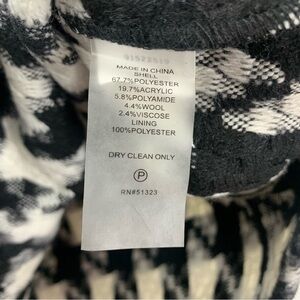 MADE IN CHINA
SHELL
67.7%POLYESTER
19.7%ACRYLIC
5.8%POLYAMIDE
4.4%WOOL
2.4%VISCOSE
LINING
100%POLYESTER
DRY CLEAN ONLY
P
RN#51323